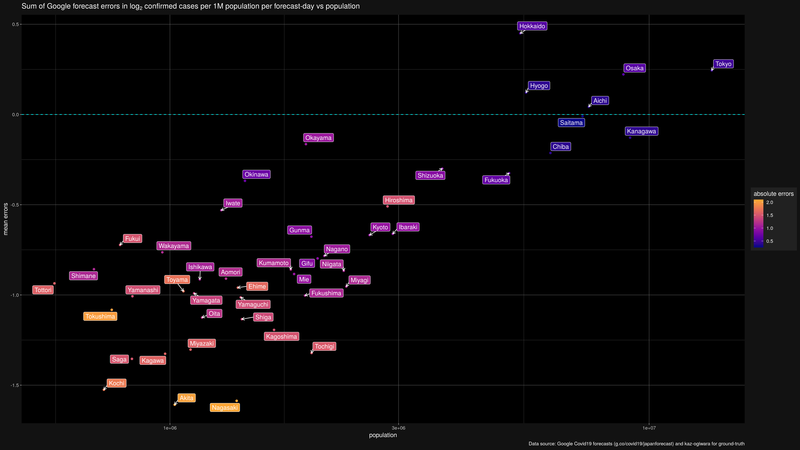 Sum of Google forecast errors in log₂ confirmed cases per 1M population per forecast-day vs population
0.5
Hokkaido
Tokyo
Osaka
Hyogo
Aichi
0.0
Saitama
Kanagawa
Okayama
Chiba
Okinawa
Shizuoka
Fukuoka
absolute errors
2.0
1.5
1.0
0.5
mean errors
Iwate
Hiroshima
-0.5
Gunma
Kyoto
Ibaraki
Fukui
Wakayama
Nagano
Ishikawa
Kumamoto
Gifu
Niigata
Shimane
Aomori
Toyama
Mie
Miyagi
Tottori
Yamanashi
Ehime
Fukushima
-1.0
Yamagata
Yamaguchi
Tokushima
Oita
Shiga
Kagoshima
Miyazaki
Tochigi
Saga
Kagawa
Kochi
-1.5
Akita
Nagasaki
1e+06
3e+06
1e+07
population
Data source: Google Covid19 forecasts (g.co/covid19/japanforecast) and kaz-ogiwara for ground-truth